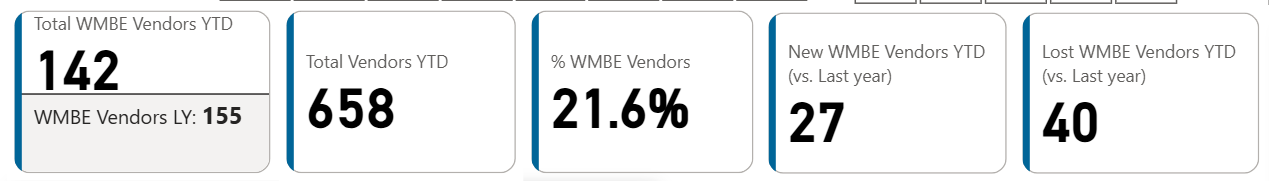 Total WMBE Vendors YTD
142
WMBE Vendors LY: 155
Total Vendors YTD
658
% WMBE Vendors
21.6%
New WMBE Vendors YTD
(vs. Last year)
27
Lost WMBE Vendors YTD
(vs. Last year)
40